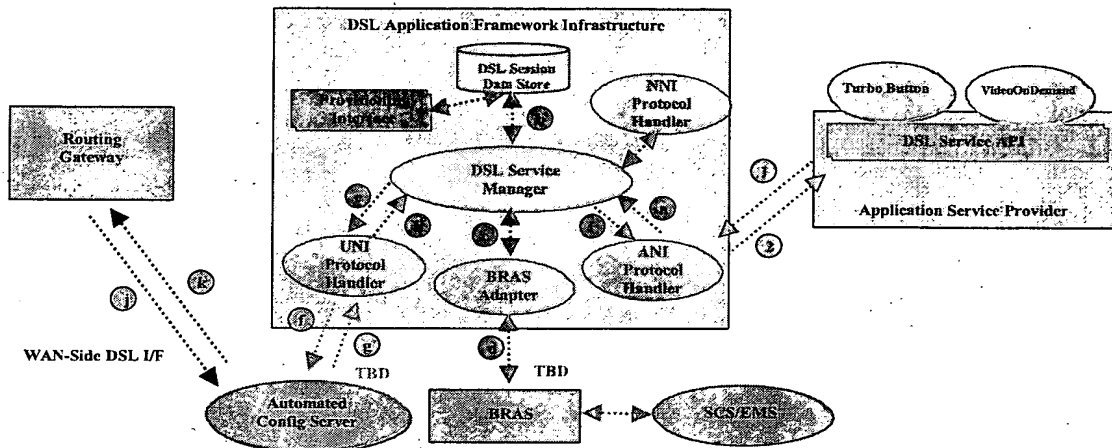 DSL Application Framework Infrastructure
DSL Session
Data Store
Provisioning
Interface
NNI
Protocol
Handler
Turbo Button
VideoOnDemand
DSL Service API
Application Service Provider
Routing
Gateway
DSL Service
Manager
UNI
Protocol
Handler
BRAS
Adapter
ANI
Protocol
Handler
j
k
f
g
d
WAN-Side DSL I/F
TBD
TBD
Automated
Config Server
BRAS
SCS/EMS